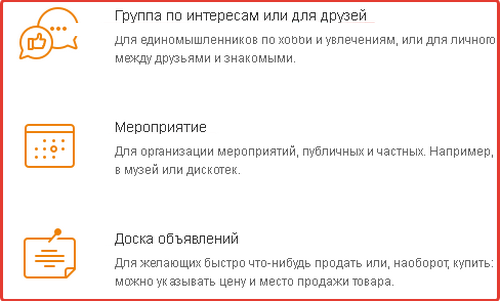 Группа по интересам или для друзей
Для единомышленников по хобби и увлечениям, или для личного
между друзьями и знакомыми.
Мероприятие
Для организации мероприятий, публичных и частных. Например,
в музей или дискотек.
Доска объявлений
Для желающих быстро что-нибудь продать или, наоборот, купить:
можно указывать цену и место продажи товара.